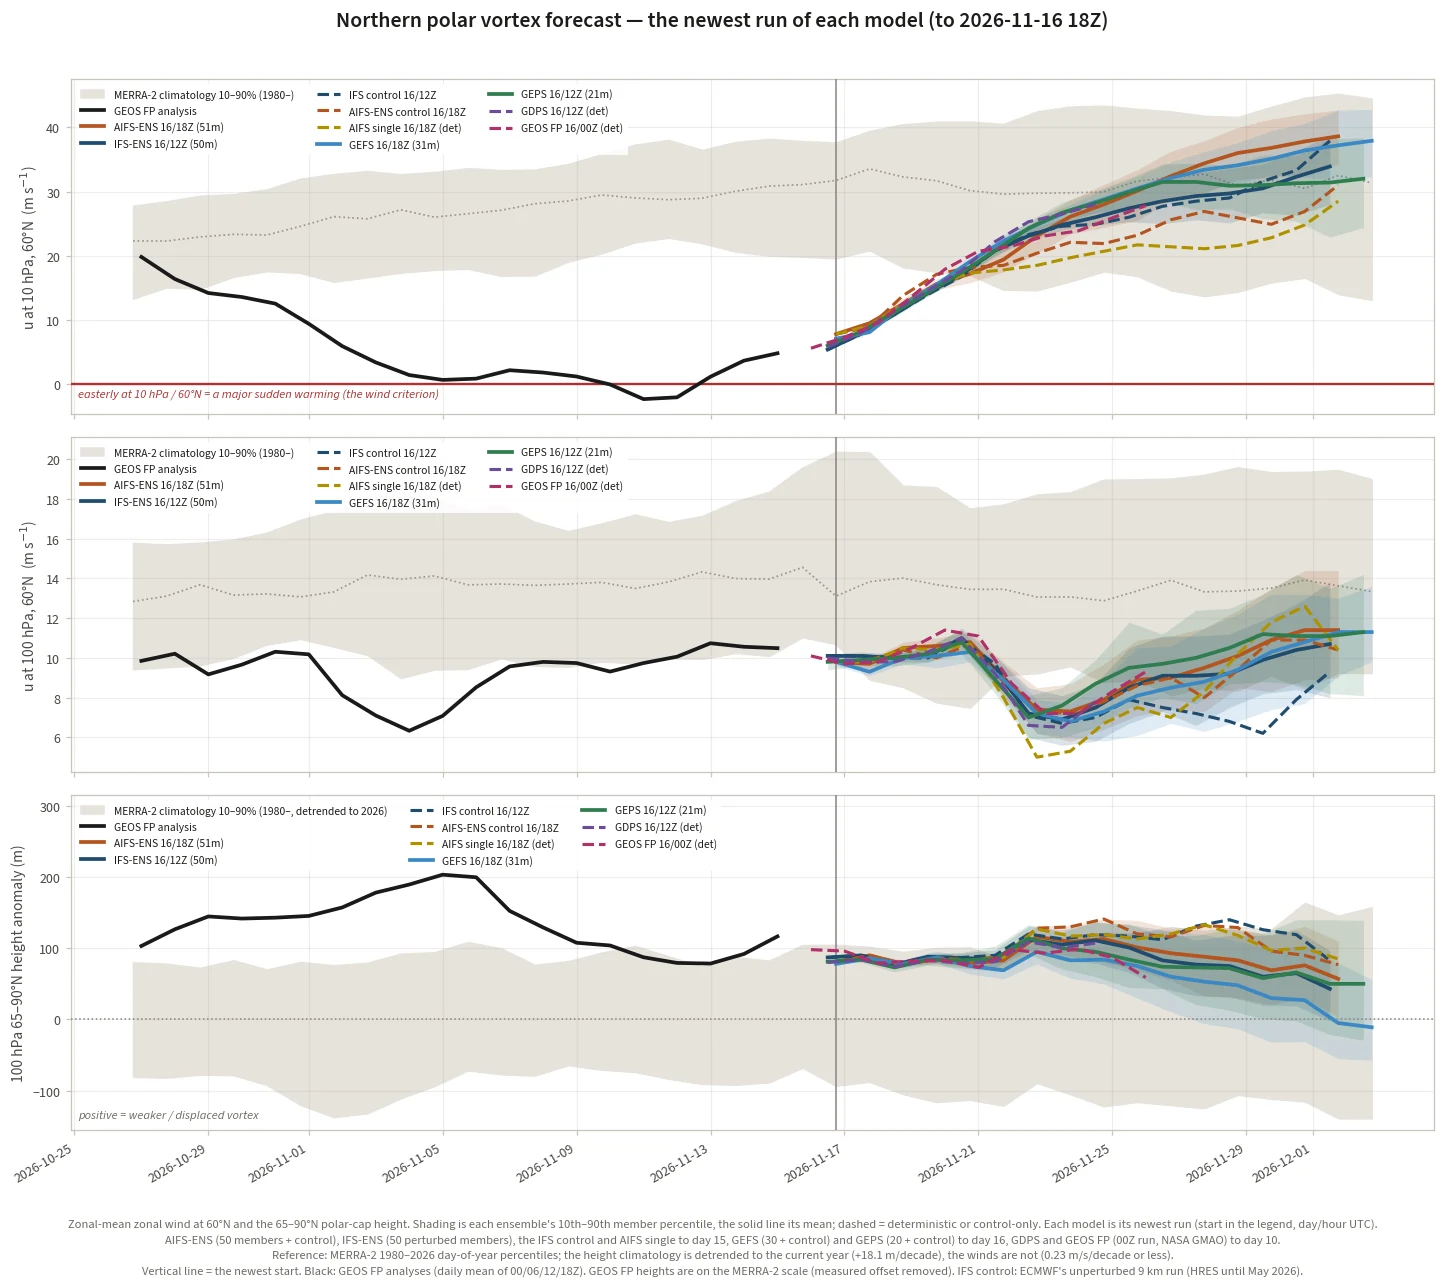 Northern polar vortex forecast — the newest run of each model (to 2026-11-16 18Z)
u at 10 hPa, 60°N (m s⁻¹)
40
30
20
10
0
MERRA-2 climatology 10–90% (1980–)
GEOS FP analysis
AIFS-ENS 16/18Z (51m)
IFS-ENS 16/12Z (50m)
IFS control 16/12Z
AIFS-ENS control 16/18Z
AIFS single 16/18Z (det)
GEFS 16/18Z (31m)
GEPS 16/12Z (21m)
GDPS 16/12Z (det)
GEOS FP 16/00Z (det)
easterly at 10 hPa / 60°N = a major sudden warming (the wind criterion)
u at 100 hPa, 60°N (m s⁻¹)
20
18
16
14
12
10
8
6
MERRA-2 climatology 10–90% (1980–)
GEOS FP analysis
AIFS-ENS 16/18Z (51m)
IFS-ENS 16/12Z (50m)
IFS control 16/12Z
AIFS-ENS control 16/18Z
AIFS single 16/18Z (det)
GEFS 16/18Z (31m)
GEPS 16/12Z (21m)
GDPS 16/12Z (det)
GEOS FP 16/00Z (det)
100 hPa 65–90°N height anomaly (m)
300
200
100
0
−100
MERRA-2 climatology 10–90% (1980–, detrended to 2026)
GEOS FP analysis
AIFS-ENS 16/18Z (51m)
IFS-ENS 16/12Z (50m)
IFS control 16/12Z
AIFS-ENS control 16/18Z
AIFS single 16/18Z (det)
GEFS 16/18Z (31m)
GEPS 16/12Z (21m)
GDPS 16/12Z (det)
GEOS FP 16/00Z (det)
positive = weaker / displaced vortex
2026-10-25
2026-10-29
2026-11-01
2026-11-05
2026-11-09
2026-11-13
2026-11-17
2026-11-21
2026-11-25
2026-11-29
2026-12-01
Zonal-mean zonal wind at 60°N and the 65–90°N polar-cap height. Shading is each ensemble's 10th–90th member percentile, the solid line its mean; dashed = deterministic or control-only. Each model is its newest run (start in the legend, day/hour UTC).
AIFS-ENS (50 members + control), IFS-ENS (50 perturbed members), the IFS control and AIFS single to day 15, GEFS (30 + control) and GEPS (20 + control) to day 16, GDPS and GEOS FP (00Z run, NASA GMAO) to day 10.
Reference: MERRA-2 1980–2026 day-of-year percentiles; the height climatology is detrended to the current year (+18.1 m/decade), the winds are not (0.23 m/s/decade or less).
Vertical line = the newest start. Black: GEOS FP analyses (daily mean of 00/06/12/18Z). GEOS FP heights are on the MERRA-2 scale (measured offset removed). IFS control: ECMWF's unperturbed 9 km run (HRES until May 2026).